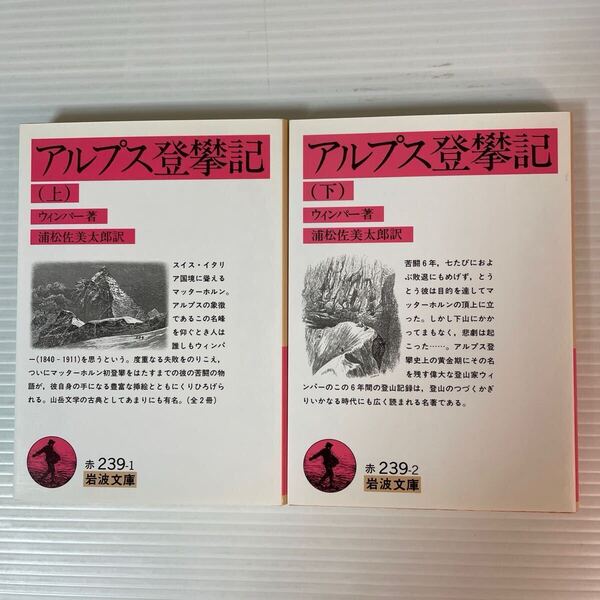 アルプス登攀記
(上)
ウィンパー著
浦松佐美太郎訳
スイス・イタリ
ア国境に聳える
マッターホルン。
アルプスの象徴
であるこの名峰
を仰ぐとき人は
誰しもウィンパ
ー(1840-1911)を思うという。度重なる失敗をのりこえ,
ついにマッターホルン初登攀をはたすまでの彼の苦闘の物
語が,彼自身の手になる豊富な挿絵とともにくりひろげら
れる。山岳文学の古典としてあまりにも有名。(全2冊)
赤 239-1
岩波文庫
アルプス登攀記
(下)
ウィンパー著
浦松佐美太郎訳
苦闘6年,七たびにおよ
ぶ敗退にもめげず,とう
とう彼は目的を達してマ
ッターホルンの頂上に立
った。しかし下山にかか
ってまもなく,悲劇は起
こった……。アルプス登
攀史上の黄金期にその名
を残す偉大な登山家ウィ
ンパーのこの6年間の登山記録は,登山のつづくかぎ
りいかなる時代にも広く読まれる名著である。
赤 239-2
岩波文庫